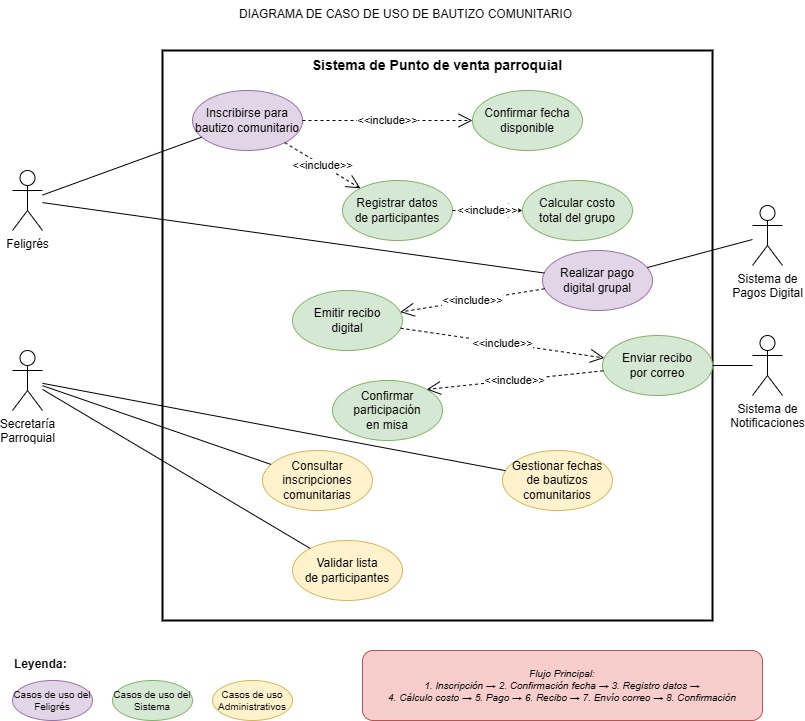 DIAGRAMA DE CASO DE USO DE BAUTIZO COMUNITARIO
Sistema de Punto de venta parroquial
Inscribirse para
bautizo comunitario
<<include>>
Confirmar fecha
disponible
<<include>>
Registrar datos
de participantes
<<include>>
Calcular costo
total del grupo
Feligrés
Realizar pago
digital grupal
Sistema de
Pagos Digital
<<include>>
Emitir recibo
digital
<<include>>
Enviar recibo
por correo
<<include>>
Confirmar
participación
en misa
Secretaría
Parroquial
Sistema de
Notificaciones
Consultar
inscripciones
comunitarias
Gestionar fechas
de bautizos
comunitarios
Validar lista
de participantes
Leyenda:
Casos de uso del
Feligrés
Casos de uso del
Sistema
Casos de uso
Administrativos
Flujo Principal:
1. Inscripción → 2. Confirmación fecha → 3. Registro datos →
4. Cálculo costo → 5. Pago → 6. Recibo → 7. Envío correo → 8. Confirmación